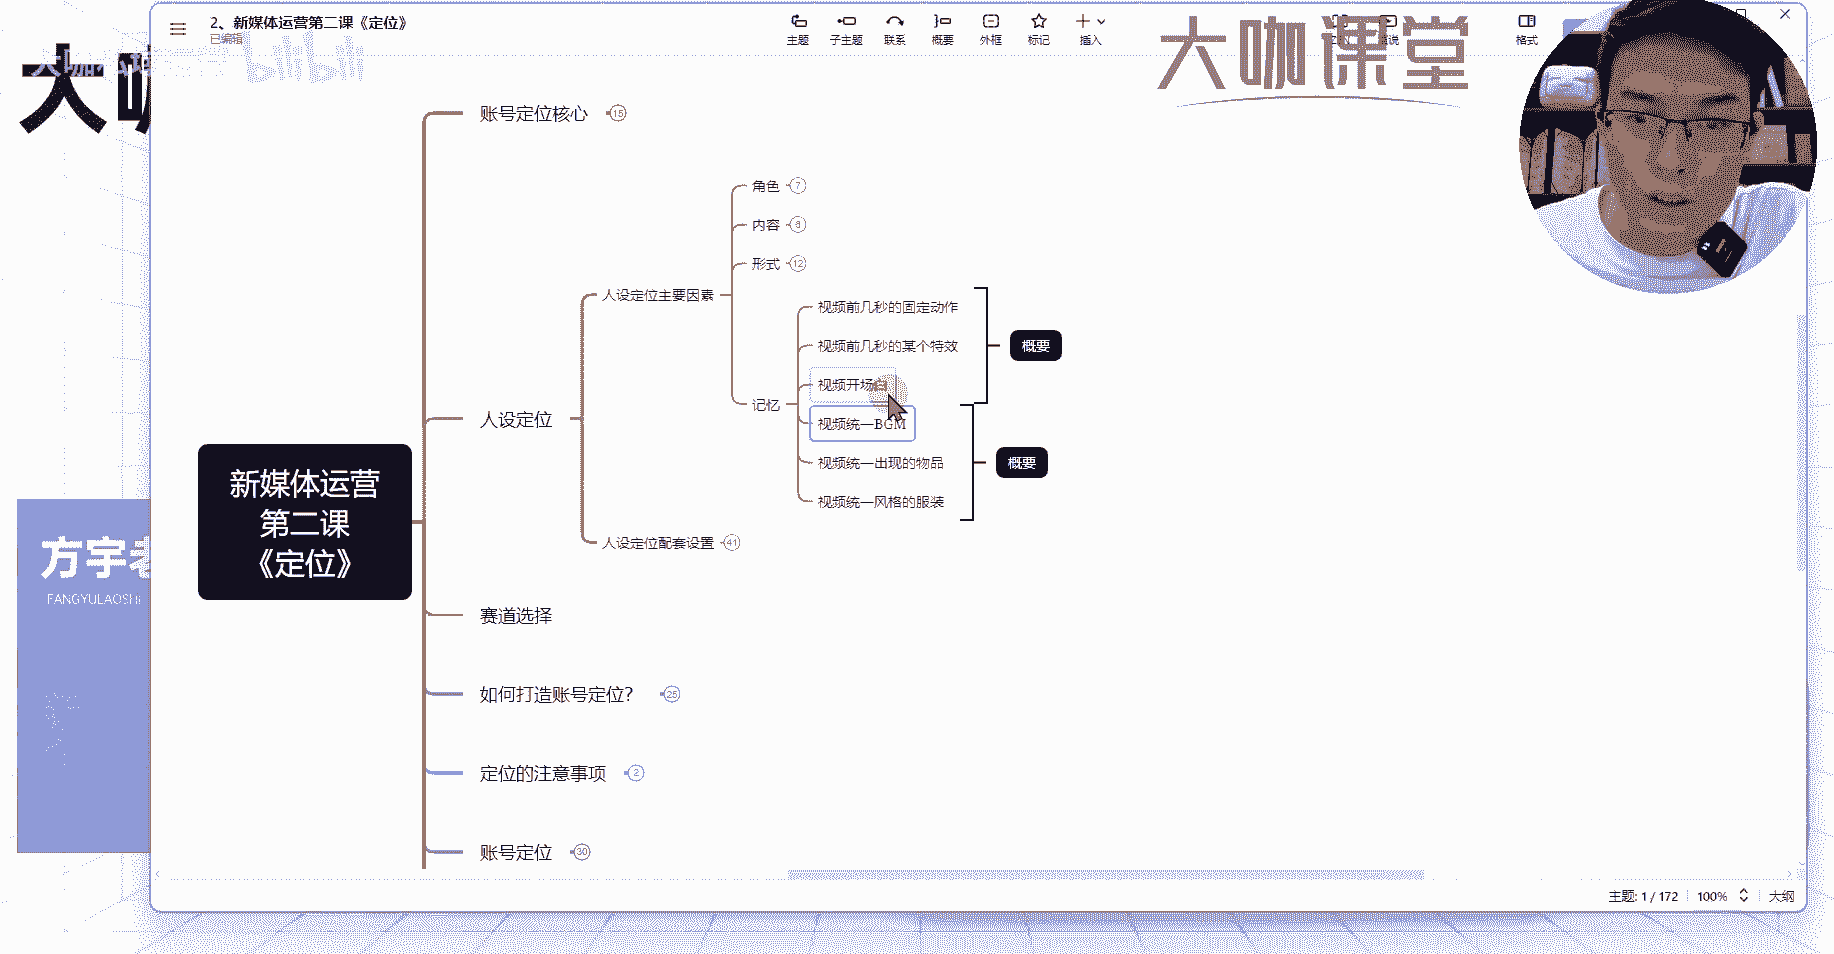 2、新媒体运营第二课《定位》
已编辑
主题
子主题
联系
概要
外框
标记
插入
格式
大咖课堂
bilibili
账号定位核心 15
角色 7
内容 8
形式 12
人设定位主要因素
视频前几秒的固定动作
视频前几秒的某个特效
概要
视频开场
记忆
视频统一BGM
视频统一出现的物品
概要
视频统一风格的服装
人设定位
人设定位配套设置 41
新媒体运营
第二课
《定位》
赛道选择
如何打造账号定位？ 25
定位的注意事项 2
账号定位 30
方宇老
FANGYULAOSHI
主题: 1 / 172
100%
大纲